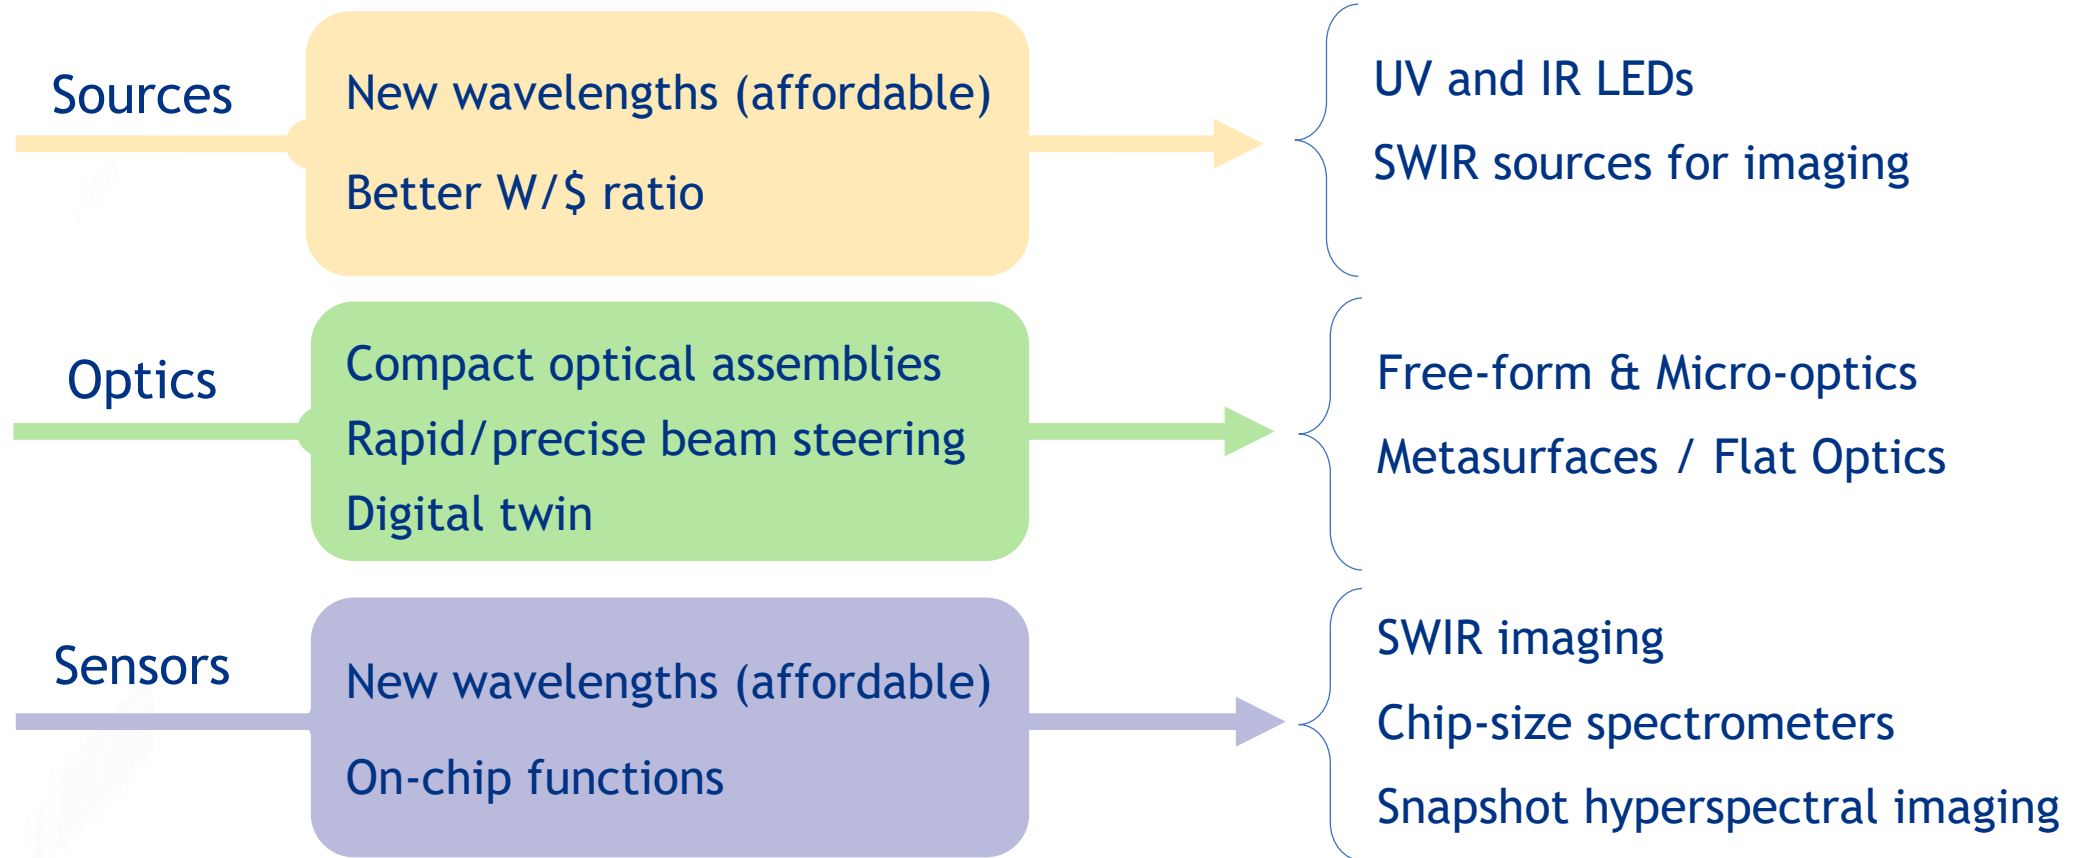 Sources
New wavelengths (affordable)
Better W/$ ratio
UV and IR LEDs
SWIR sources for imaging
Optics
Compact optical assemblies
Rapid/precise beam steering
Digital twin
Free-form & Micro-optics
Metasurfaces / Flat Optics
Sensors
New wavelengths (affordable)
On-chip functions
SWIR imaging
Chip-size spectrometers
Snapshot hyperspectral imaging